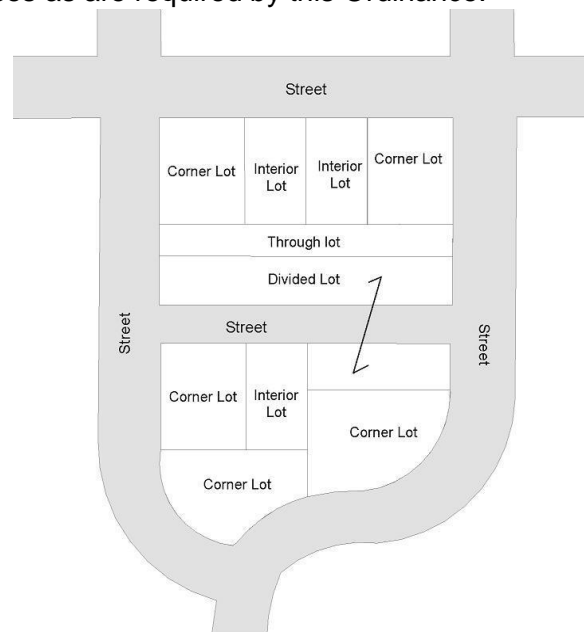 as are required by this Ordinance.
Street
Corner Lot
Interior
Lot
Interior
Lot
Corner Lot
Through lot
Divided Lot
Street
Street
Street
Corner Lot
Interior
Lot
Corner Lot
Corner Lot